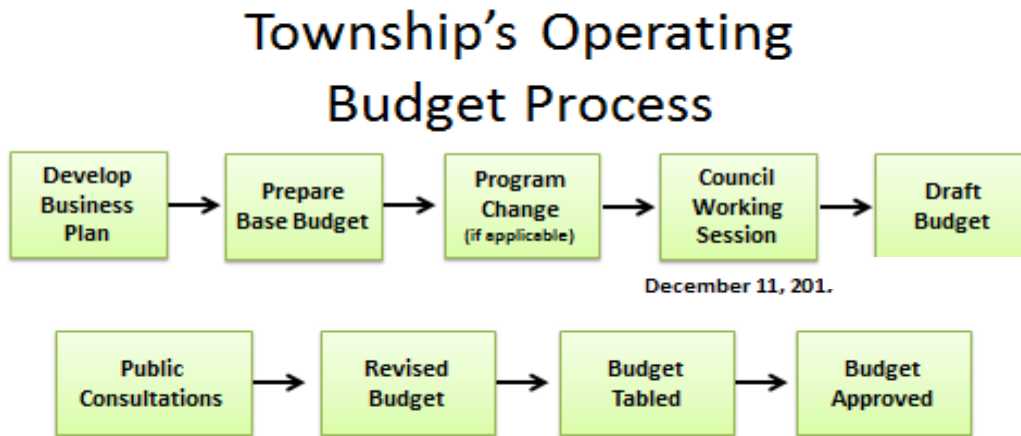 Township's Operating
Budget Process
Develop
Business
Plan
Prepare
Base Budget
Program
Change
(if applicable)
Council
Working
Session
Draft
Budget
December 11, 201
Public
Consultations
Revised
Budget
Budget
Tabled
Budget
Approved